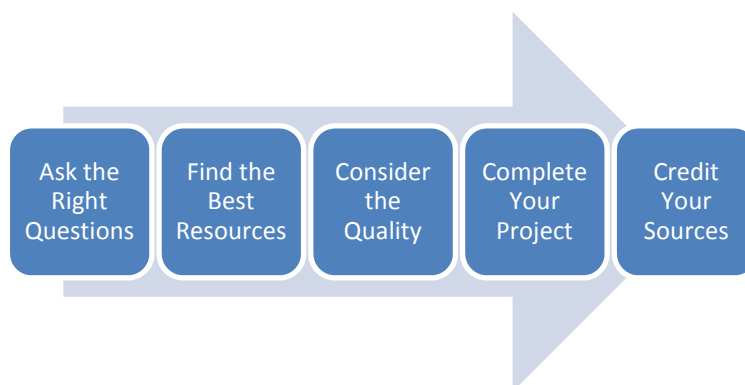 Ask the
Right
Questions
Find the
Best
Resources
Consider
the
Quality
Complete
Your
Project
Credit
Your
Sources